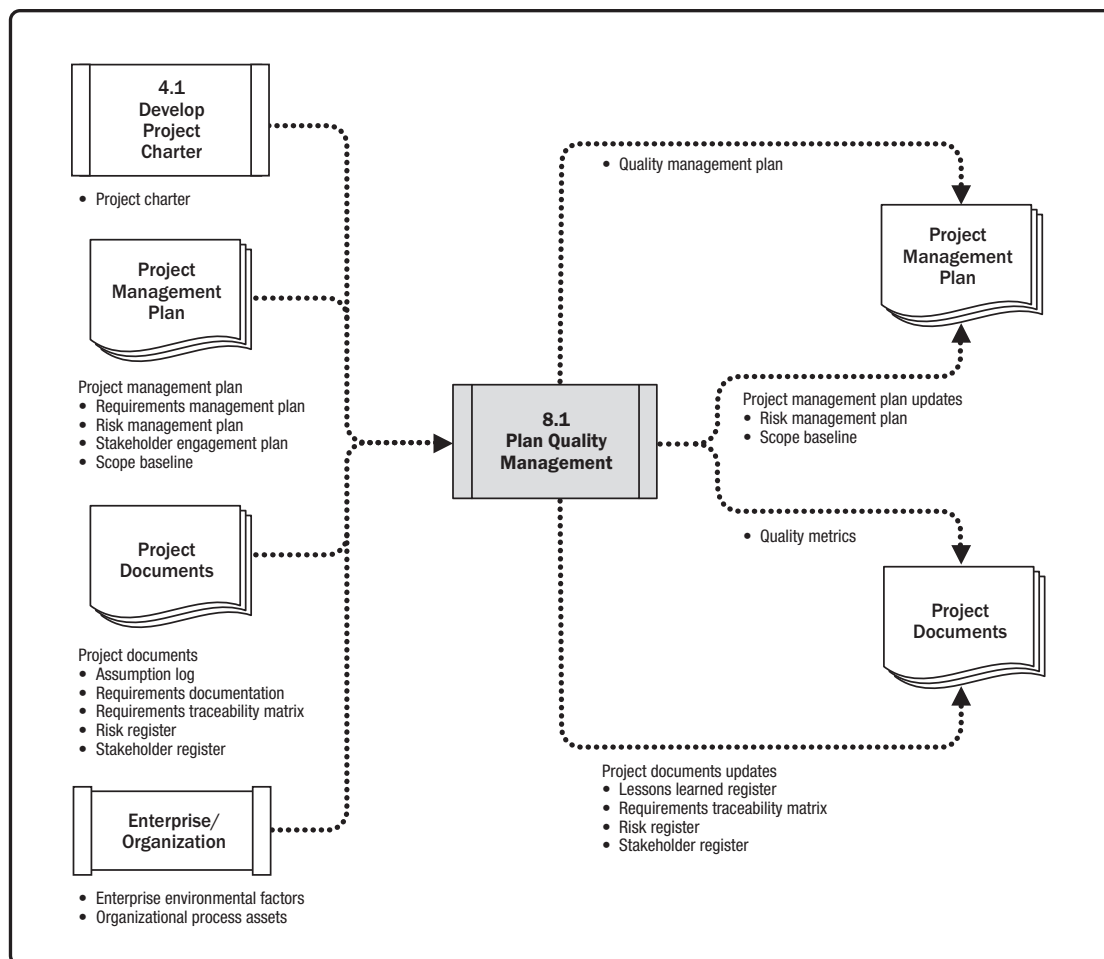 4.1
Develop
Project
Charter
• Project charter
Project
Management
Plan
Project management plan
• Requirements management plan
• Risk management plan
• Stakeholder engagement plan
• Scope baseline
Project
Documents
Project documents
• Assumption log
• Requirements documentation
• Requirements traceability matrix
• Risk register
• Stakeholder register
Enterprise/
Organization
• Enterprise environmental factors
• Organizational process assets
8.1
Plan Quality
Management
• Quality management plan
Project
Management
Plan
Project management plan updates
• Risk management plan
• Scope baseline
• Quality metrics
Project
Documents
Project documents updates
• Lessons learned register
• Requirements traceability matrix
• Risk register
• Stakeholder register